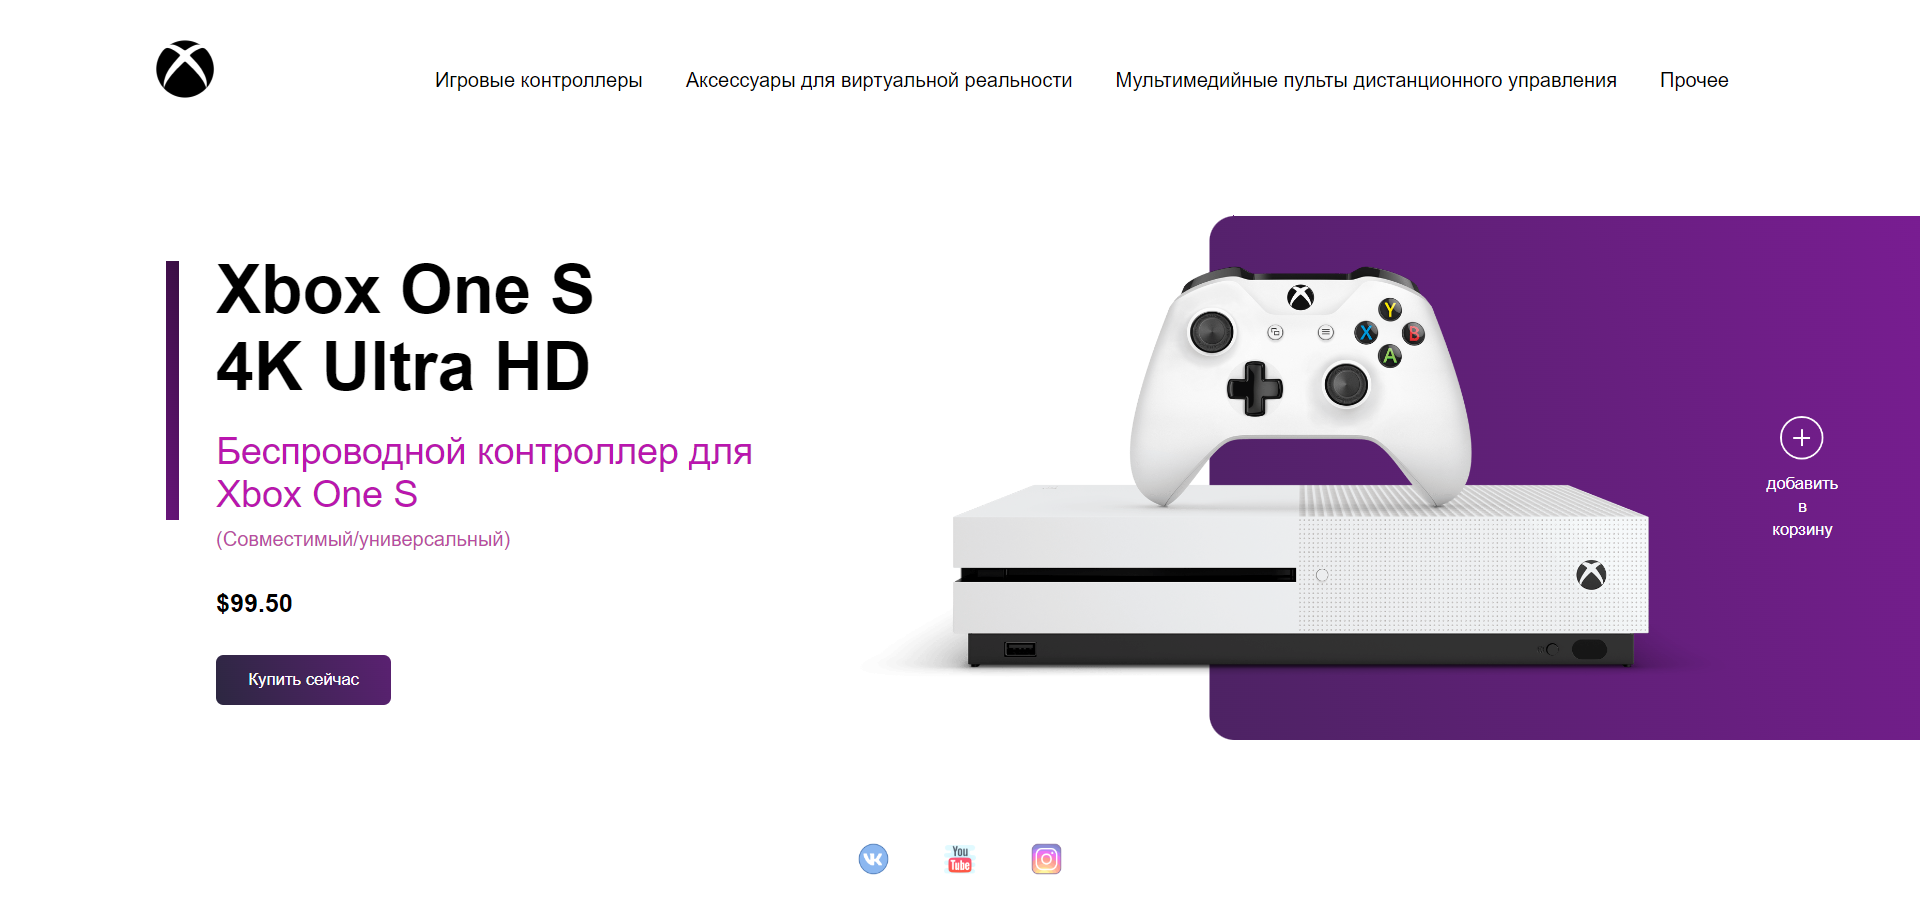 Игровые контроллеры
Аксессуары для виртуальной реальности
Мультимедийные пульты дистанционного управления
Прочее
Xbox One S
4K Ultra HD
Беспроводной контроллер для
Xbox One S
(Совместимый/универсальный)
$99.50
Купить сейчас
Y
X
B
A
добавить
в
корзину
You
Tube